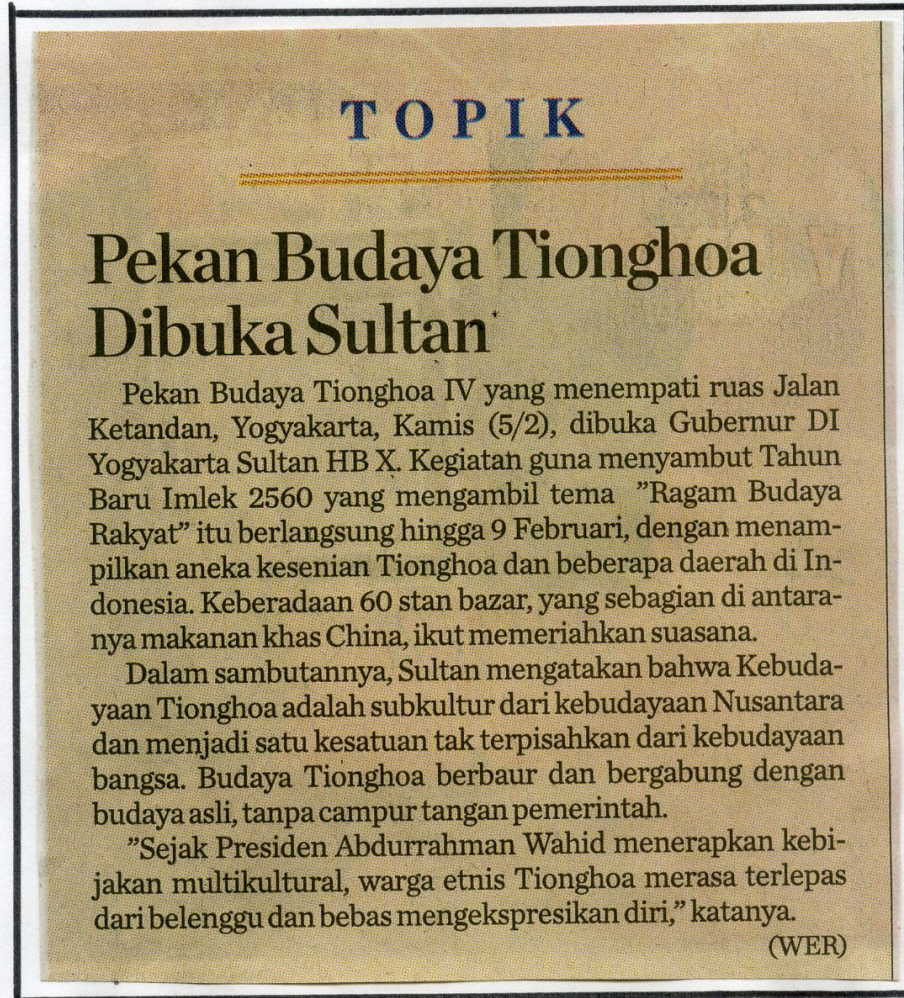 TOPIK
Pekan Budaya Tionghoa
Dibuka Sultan
Pekan Budaya Tionghoa IV yang menempati ruas Jalan
Ketandan, Yogyakarta, Kamis (5/2), dibuka Gubernur DI
Yogyakarta Sultan HB X. Kegiatan guna menyambut Tahun
Baru Imlek 2560 yang mengambil tema ”Ragam Budaya
Rakyat” itu berlangsung hingga 9 Februari, dengan menam-
pilkan aneka kesenian Tionghoa dan beberapa daerah di In-
donesia. Keberadaan 60 stan bazar, yang sebagian di antara-
nya makanan khas China, ikut memeriahkan suasana.
Dalam sambutannya, Sultan mengatakan bahwa Kebuda-
yaan Tionghoa adalah subkultur dari kebudayaan Nusantara
dan menjadi satu kesatuan tak terpisahkan dari kebudayaan
bangsa. Budaya Tionghoa berbaur dan bergabung dengan
budaya asli, tanpa campur tangan pemerintah.
”Sejak Presiden Abdurrahman Wahid menerapkan kebi-
jakan multikultural, warga etnis Tionghoa merasa terlepas
dari belenggu dan bebas mengekspresikan diri,” katanya.
(WER)